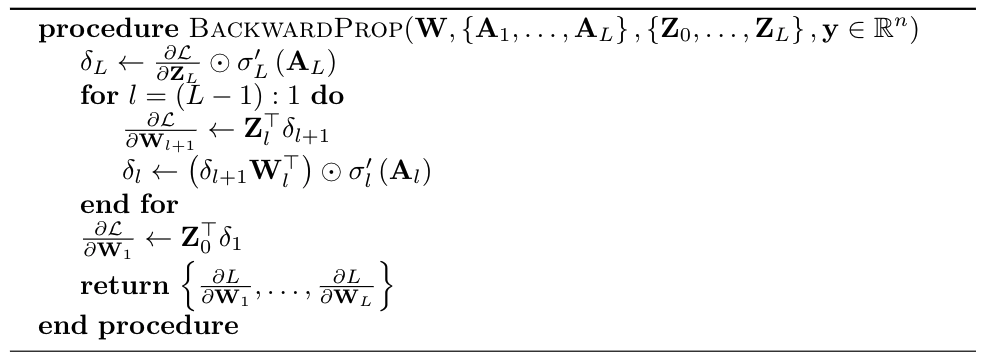 procedure BACKWARDPROP(W, {A_1, …, A_L}, {Z_0, …, Z_L}, y ∈ ℝ^n)
δ_L ← ∂ℒ/∂Z_L ⊙ σ′_L (A_L)
for l = (L − 1) : 1 do
∂ℒ/∂W_{l+1} ← Z_l^⊤ δ_{l+1}
δ_l ← (δ_{l+1} W_l^⊤) ⊙ σ′_l (A_l)
end for
∂ℒ/∂W_1 ← Z_0^⊤ δ_1
return {∂L/∂W_1, …, ∂L/∂W_L}
end procedure